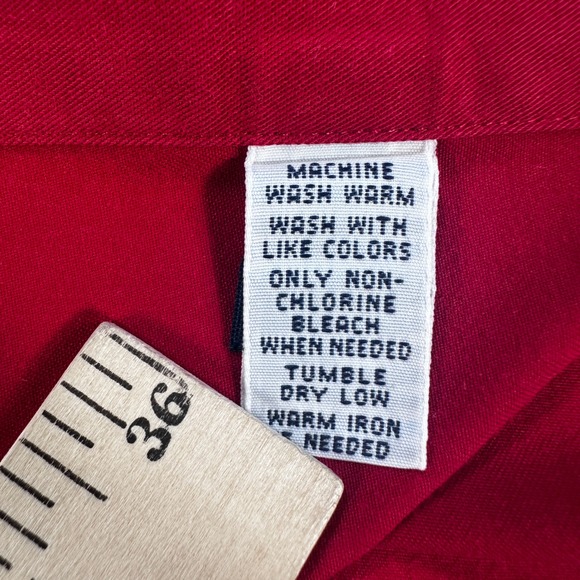 MACHINE
WASH WARM
WASH WITH
LIKE COLORS
ONLY NON-
CHLORINE
BLEACH
WHEN NEEDED
TUMBLE
DRY LOW
WARM IRON
NEEDED
36